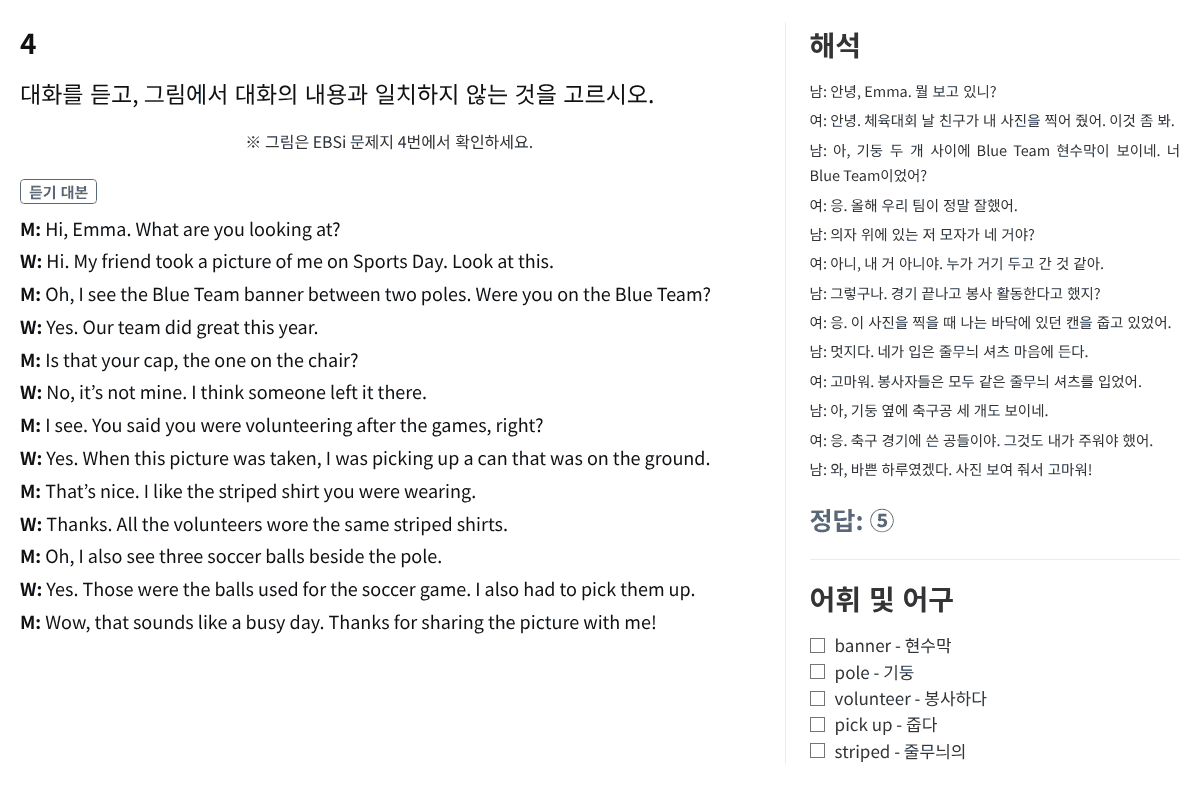 4
대화를 듣고, 그림에서 대화의 내용과 일치하지 않는 것을 고르시오.
※ 그림은 EBSi 문제지 4번에서 확인하세요.
듣기 대본
M: Hi, Emma. What are you looking at?
W: Hi. My friend took a picture of me on Sports Day. Look at this.
M: Oh, I see the Blue Team banner between two poles. Were you on the Blue Team?
W: Yes. Our team did great this year.
M: Is that your cap, the one on the chair?
W: No, it’s not mine. I think someone left it there.
M: I see. You said you were volunteering after the games, right?
W: Yes. When this picture was taken, I was picking up a can that was on the ground.
M: That’s nice. I like the striped shirt you were wearing.
W: Thanks. All the volunteers wore the same striped shirts.
M: Oh, I also see three soccer balls beside the pole.
W: Yes. Those were the balls used for the soccer game. I also had to pick them up.
M: Wow, that sounds like a busy day. Thanks for sharing the picture with me!
해석
남: 안녕, Emma. 뭘 보고 있니?
여: 안녕. 체육대회 날 친구가 내 사진을 찍어 줬어. 이것 좀 봐.
남: 아, 기둥 두 개 사이에 Blue Team 현수막이 보이네. 너
Blue Team이었어?
여: 응. 올해 우리 팀이 정말 잘했어.
남: 의자 위에 있는 저 모자가 네 거야?
여: 아니, 내 거 아니야. 누가 거기 두고 간 것 같아.
남: 그렇구나. 경기 끝나고 봉사 활동한다고 했지?
여: 응. 이 사진을 찍을 때 나는 바닥에 있던 캔을 줍고 있었어.
남: 멋지다. 네가 입은 줄무늬 셔츠 마음에 든다.
여: 고마워. 봉사자들은 모두 같은 줄무늬 셔츠를 입었어.
남: 아, 기둥 옆에 축구공 세 개도 보이네.
여: 응. 축구 경기에 쓴 공들이야. 그것도 내가 주워야 했어.
남: 와, 바쁜 하루였겠다. 사진 보여 줘서 고마워!
정답: ⑤
어휘 및 어구
□ banner - 현수막
□ pole - 기둥
□ volunteer - 봉사하다
□ pick up - 줍다
□ striped - 줄무늬의